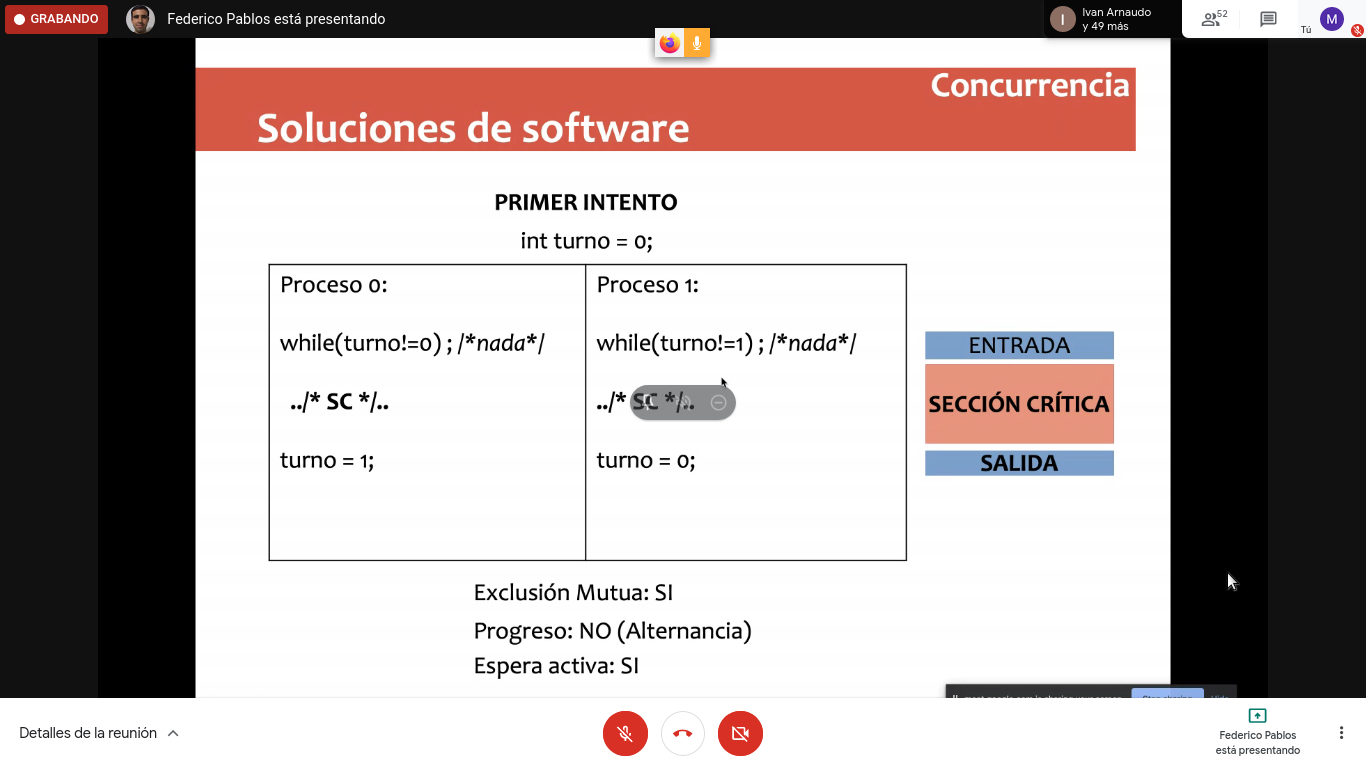 GRABANDO
Federico Pablos está presentando
Ivan Arnaudo
y 49 más
52
Tú
I
M
Concurrencia
Soluciones de software
PRIMER INTENTO
int turno = 0;
Proceso 0:
while(turno!=0) ; /*nada*/
../* SC */..
turno = 1;
Proceso 1:
while(turno!=1) ; /*nada*/
../* SC */..
turno = 0;
ENTRADA
SECCIÓN CRÍTICA
SALIDA
Exclusión Mutua: SI
Progreso: NO (Alternancia)
Espera activa: SI
Detalles de la reunión
Federico Pablos
está presentando